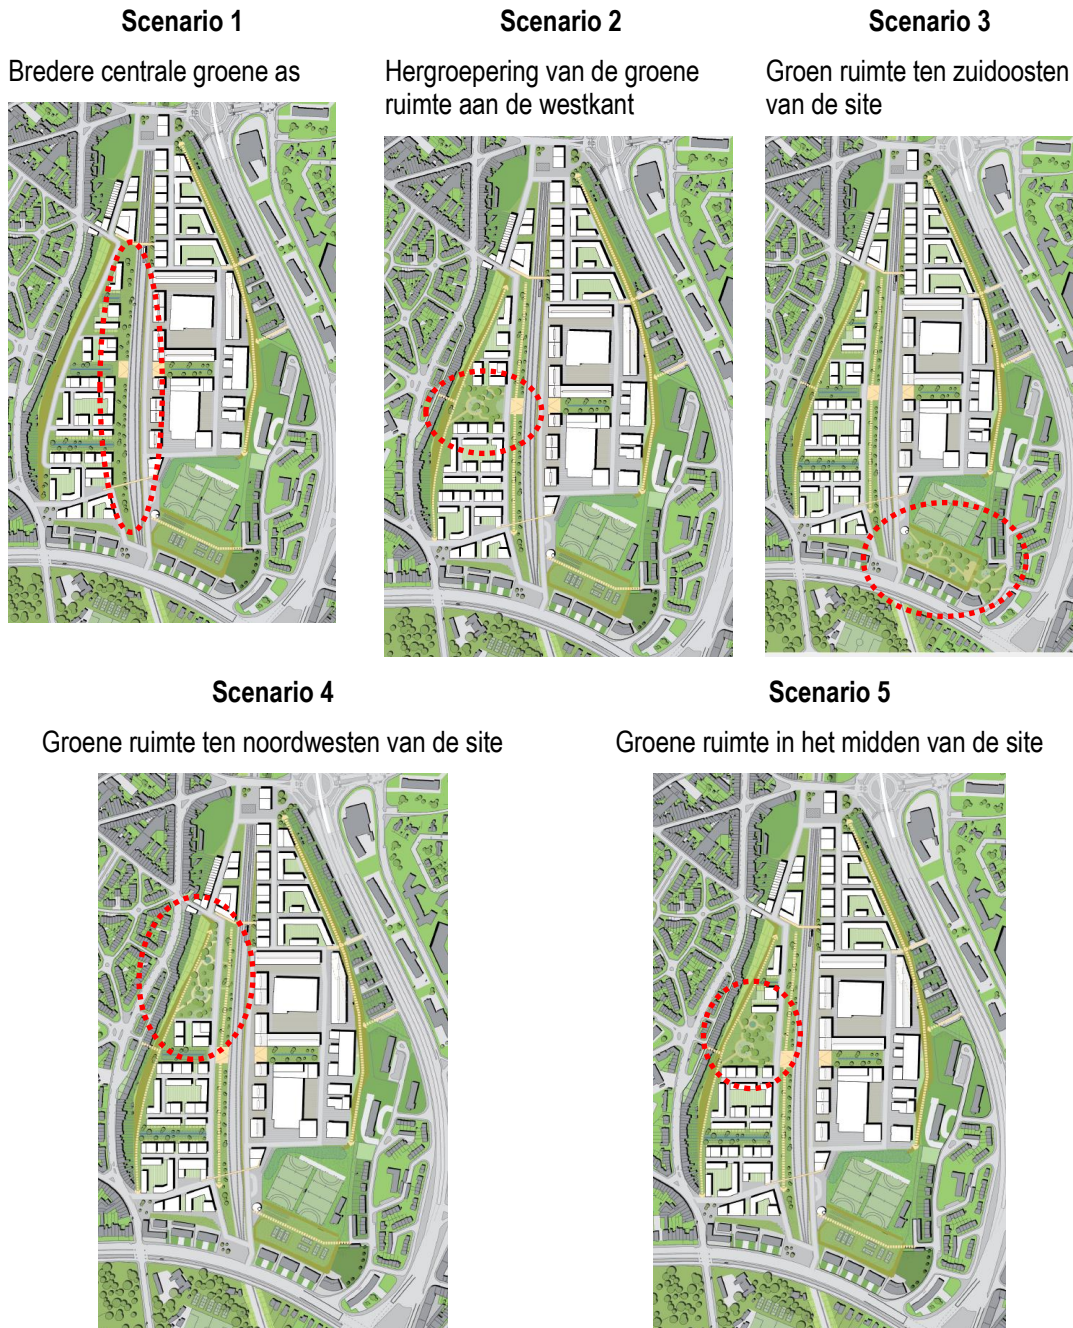 Scenario 1
Bredere centrale groene as
Scenario 2
Hergroepering van de groene
ruimte aan de westkant
Scenario 3
Groen ruimte ten zuidoosten
van de site
Scenario 4
Groene ruimte ten noordwesten van de site
Scenario 5
Groene ruimte in het midden van de site